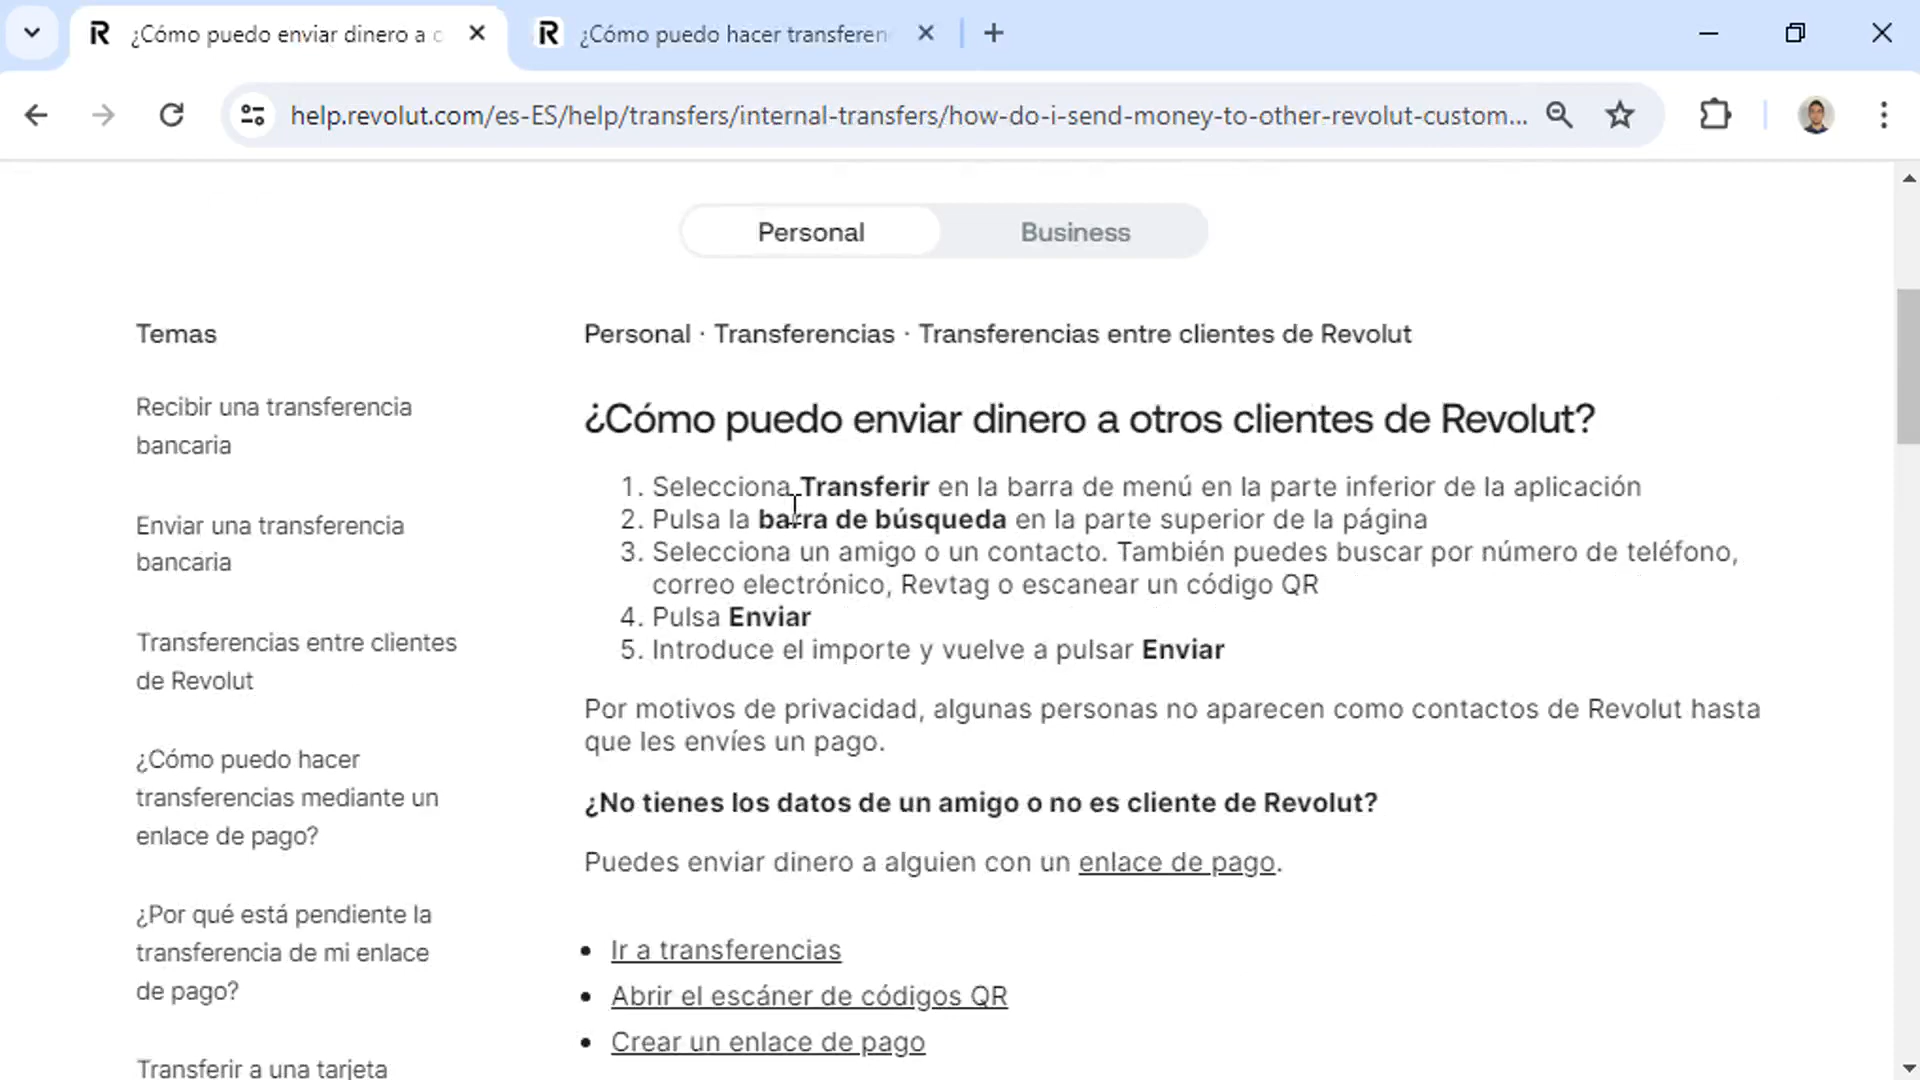 ¿Cómo puedo enviar dinero a c
¿Cómo puedo hacer transferen
help.revolut.com/es-ES/help/transfers/internal-transfers/how-do-i-send-money-to-other-revolut-custom...
Personal
Business
Temas
Recibir una transferencia
bancaria
Enviar una transferencia
bancaria
Transferencias entre clientes
de Revolut
¿Cómo puedo hacer
transferencias mediante un
enlace de pago?
¿Por qué está pendiente la
transferencia de mi enlace
de pago?
Transferir a una tarjeta
Personal · Transferencias · Transferencias entre clientes de Revolut
¿Cómo puedo enviar dinero a otros clientes de Revolut?
1. Selecciona Transferir en la barra de menú en la parte inferior de la aplicación
2. Pulsa la barra de búsqueda en la parte superior de la página
3. Selecciona un amigo o un contacto. También puedes buscar por número de teléfono,
correo electrónico, Revtag o escanear un código QR
4. Pulsa Enviar
5. Introduce el importe y vuelve a pulsar Enviar
Por motivos de privacidad, algunas personas no aparecen como contactos de Revolut hasta
que les envíes un pago.
¿No tienes los datos de un amigo o no es cliente de Revolut?
Puedes enviar dinero a alguien con un enlace de pago.
• Ir a transferencias
• Abrir el escáner de códigos QR
• Crear un enlace de pago